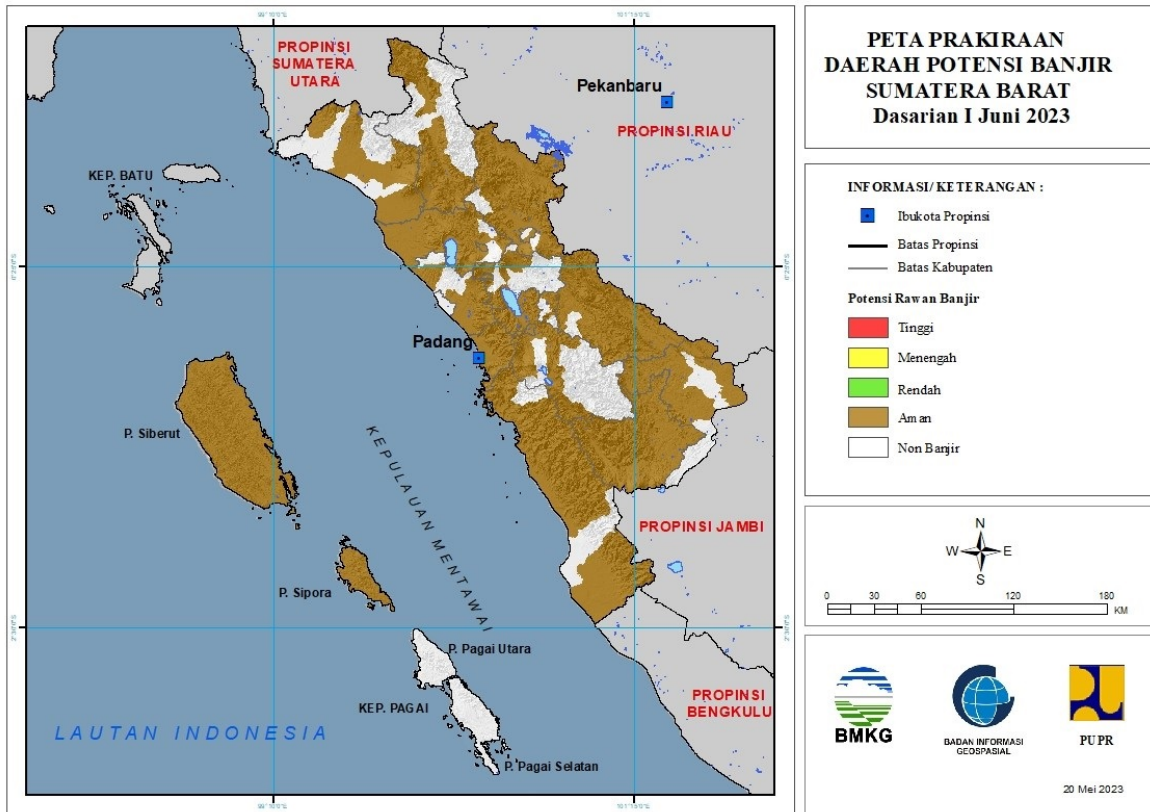 PROPINSI
SUMATERA
UTARA
Pekanbaru
PROPINSI RIAU
KEP. BATU
Padang
P. Siberut
KEPULAUAN MENTAWAI
PROPINSI JAMBI
P. Sipora
P. Pagai Utara
KEP. PAGAI
PROPINSI
BENGKULU
LAUTAN INDONESIA
P. Pagai Selatan
PETA PRAKIRAAN
DAERAH POTENSI BANJIR
SUMATERA BARAT
Dasarian I Juni 2023
INFORMASI/KETERANGAN :
Ibukota Propinsi
Batas Propinsi
Batas Kabupaten
Potensi Rawan Banjir
Tinggi
Menengah
Rendah
Aman
Non Banjir
N
W E
S
0 30 60 120 180
KM
BMKG
BADAN INFORMASI
GEOSPASIAL
PUPR
20 Mei 2023